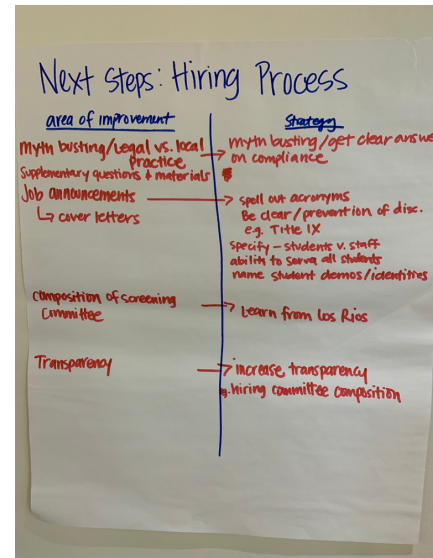 Next Steps: Hiring Process
area of improvement
Strategy
Myth busting/Legal vs. local
Practice
→ myth busting/get clear answe
on compliance
Supplementary questions + materials
Job announcements
↳ cover letters
→ spell out acronyms
Be clear/prevention of disc.
e.g. Title IX
specify – students v. staff
ability to serve all students
name student demos/identities
composition of screening
committee
→ Learn from Los Rios
Transparency
→ increase transparency
hiring committee composition